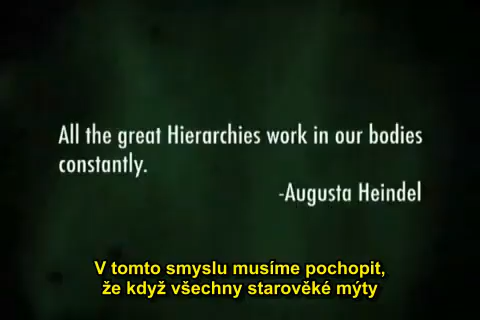 All the great Hierarchies work in our bodies
constantly.
-Augusta Heindel
V tomto smyslu musíme pochopit,
že když všechny starověké mýty